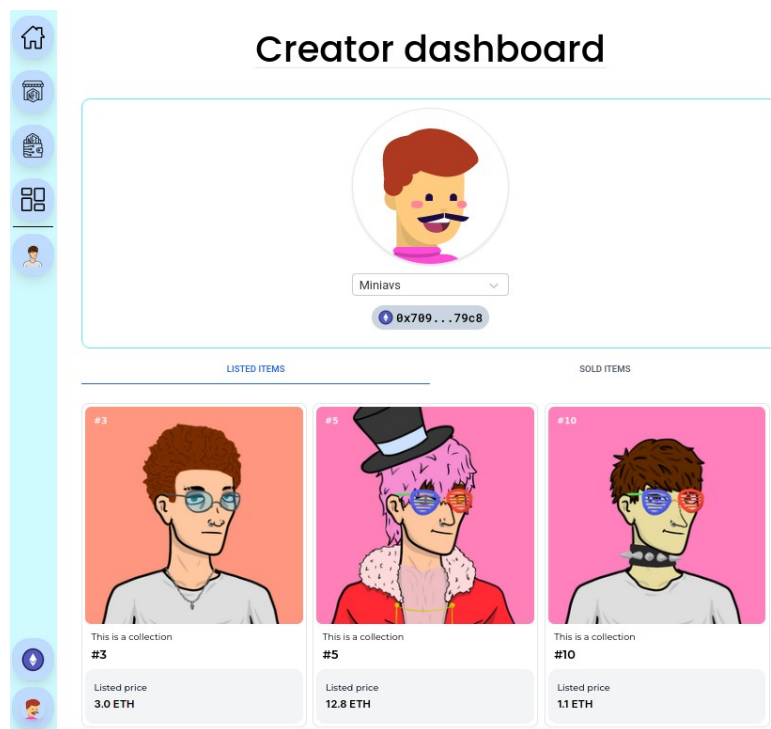 Creator dashboard
Miniavs
0x709...79c8
LISTED ITEMS
SOLD ITEMS
#3
#5
#10
This is a collection
#3
Listed price
3.0 ETH
This is a collection
#5
Listed price
12.8 ETH
This is a collection
#10
Listed price
1.1 ETH